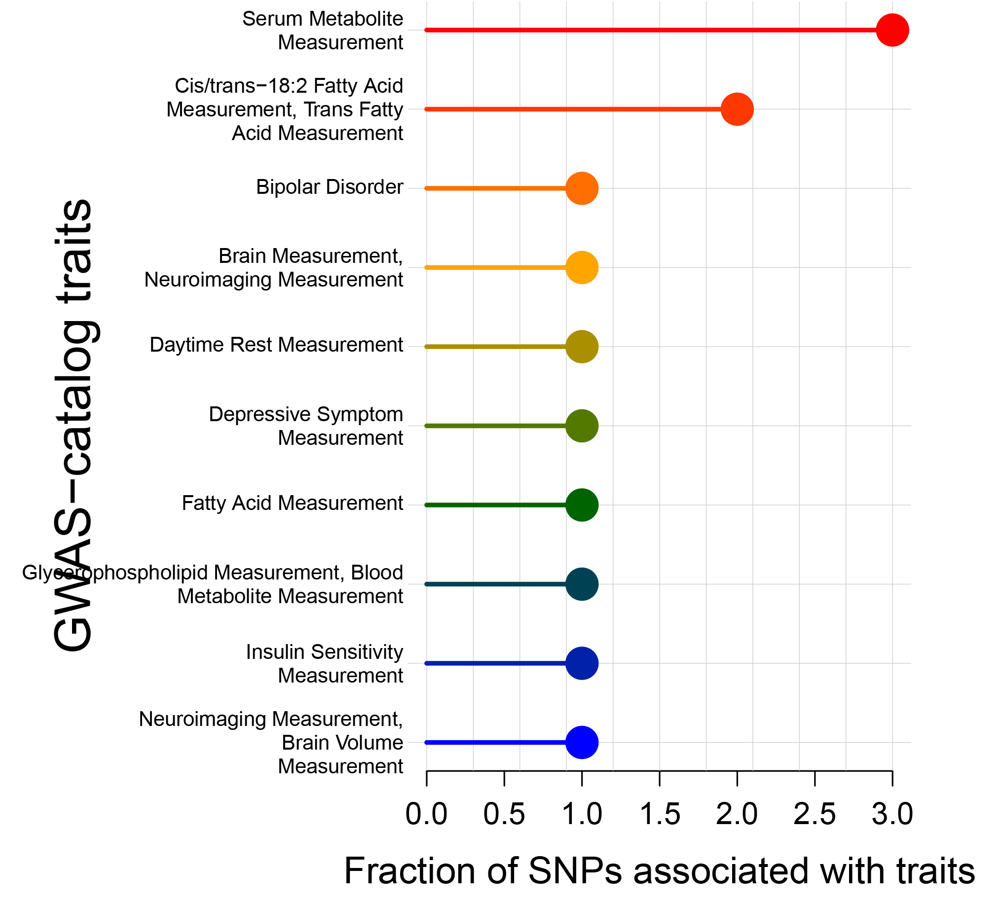 Serum Metabolite
Measurement
Cis/trans−18:2 Fatty Acid
Measurement, Trans Fatty
Acid Measurement
Bipolar Disorder
Brain Measurement,
Neuroimaging Measurement
Daytime Rest Measurement
Depressive Symptom
Measurement
Fatty Acid Measurement
Glycerophospholipid Measurement, Blood
Metabolite Measurement
Insulin Sensitivity
Measurement
Neuroimaging Measurement,
Brain Volume
Measurement
GWAS−catalog traits
0.0 0.5 1.0 1.5 2.0 2.5 3.0
Fraction of SNPs associated with traits